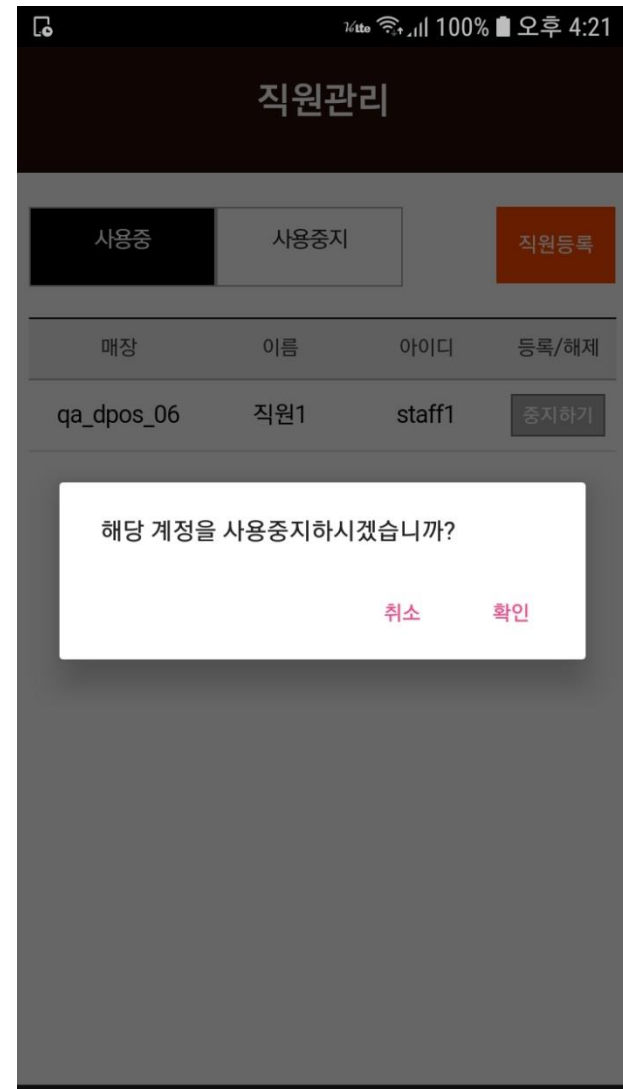 100% 오후 4:21
직원관리
사용중 사용중지 직원등록
매장 이름 아이디 등록/해제
qa_dpos_06 직원1 staff1 중지하기
해당 계정을 사용중지하시겠습니까?
취소 확인